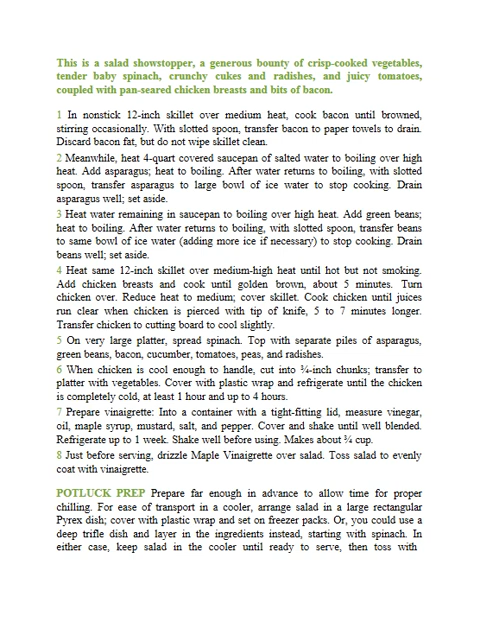 This is a salad showstopper, a generous bounty of crisp-cooked vegetables,
tender baby spinach, crunchy cukes and radishes, and juicy tomatoes,
coupled with pan-seared chicken breasts and bits of bacon.
1 In nonstick 12-inch skillet over medium heat, cook bacon until browned,
stirring occasionally. With slotted spoon, transfer bacon to paper towels to drain.
Discard bacon fat, but do not wipe skillet clean.
2 Meanwhile, heat 4-quart covered saucepan of salted water to boiling over high
heat. Add asparagus; heat to boiling. After water returns to boiling, with slotted
spoon, transfer asparagus to large bowl of ice water to stop cooking. Drain
asparagus well; set aside.
3 Heat water remaining in saucepan to boiling over high heat. Add green beans;
heat to boiling. After water returns to boiling, with slotted spoon, transfer beans
to same bowl of ice water (adding more ice if necessary) to stop cooking. Drain
beans well; set aside.
4 Heat same 12-inch skillet over medium-high heat until hot but not smoking.
Add chicken breasts and cook until golden brown, about 5 minutes. Turn
chicken over. Reduce heat to medium; cover skillet. Cook chicken until juices
run clear when chicken is pierced with tip of knife, 5 to 7 minutes longer.
Transfer chicken to cutting board to cool slightly.
5 On very large platter, spread spinach. Top with separate piles of asparagus,
green beans, bacon, cucumber, tomatoes, peas, and radishes.
6 When chicken is cool enough to handle, cut into ¾-inch chunks; transfer to
platter with vegetables. Cover with plastic wrap and refrigerate until the chicken
is completely cold, at least 1 hour and up to 4 hours.
7 Prepare vinaigrette: Into a container with a tight-fitting lid, measure vinegar,
oil, maple syrup, mustard, salt, and pepper. Cover and shake until well blended.
Refrigerate up to 1 week. Shake well before using. Makes about ¾ cup.
8 Just before serving, drizzle Maple Vinaigrette over salad. Toss salad to evenly
coat with vinaigrette.
POTLUCK PREP Prepare far enough in advance to allow time for proper
chilling. For ease of transport in a cooler, arrange salad in a large rectangular
Pyrex dish; cover with plastic wrap and set on freezer packs. Or, you could use a
deep trifle dish and layer in the ingredients instead, starting with spinach. In
either case, keep salad in the cooler until ready to serve, then toss with